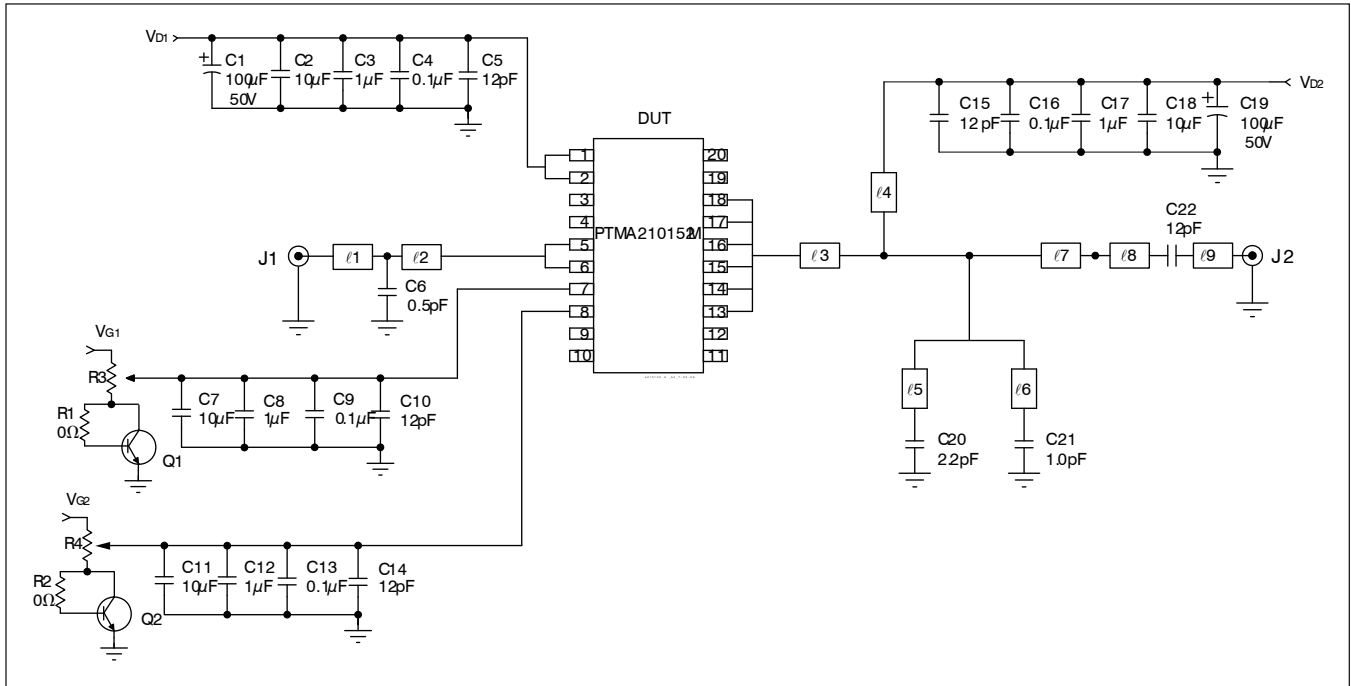 VD1
+
C1
100µF
50V
C2
10µF
C3
1µF
C4
0.1µF
C5
12pF
DUT
PTMA210152M
1
2
3
4
5
6
7
8
9
10
20
19
18
17
16
15
14
13
12
11
J1
ℓ1
ℓ2
C6
0.5pF
VG1
R3
R1
0Ω
Q1
C7
10µF
C8
1µF
C9
0.1µF
C10
12pF
VG2
R4
R2
0Ω
Q2
C11
10µF
C12
1µF
C13
0.1µF
C14
12pF
VD2
C15
12pF
C16
0.1µF
C17
1µF
C18
10µF
+
C19
100µF
50V
ℓ4
ℓ3
ℓ7
ℓ8
C22
12pF
ℓ9
J2
ℓ5
ℓ6
C20
2.2pF
C21
1.0pF